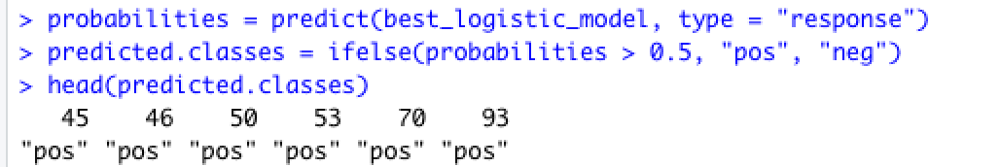 > probabilities = predict(best_logistic_model, type = "response")
> predicted.classes = ifelse(probabilities > 0.5, "pos", "neg")
> head(predicted.classes)
   45    46    50    53    70    93
"pos" "pos" "pos" "pos" "pos" "pos"